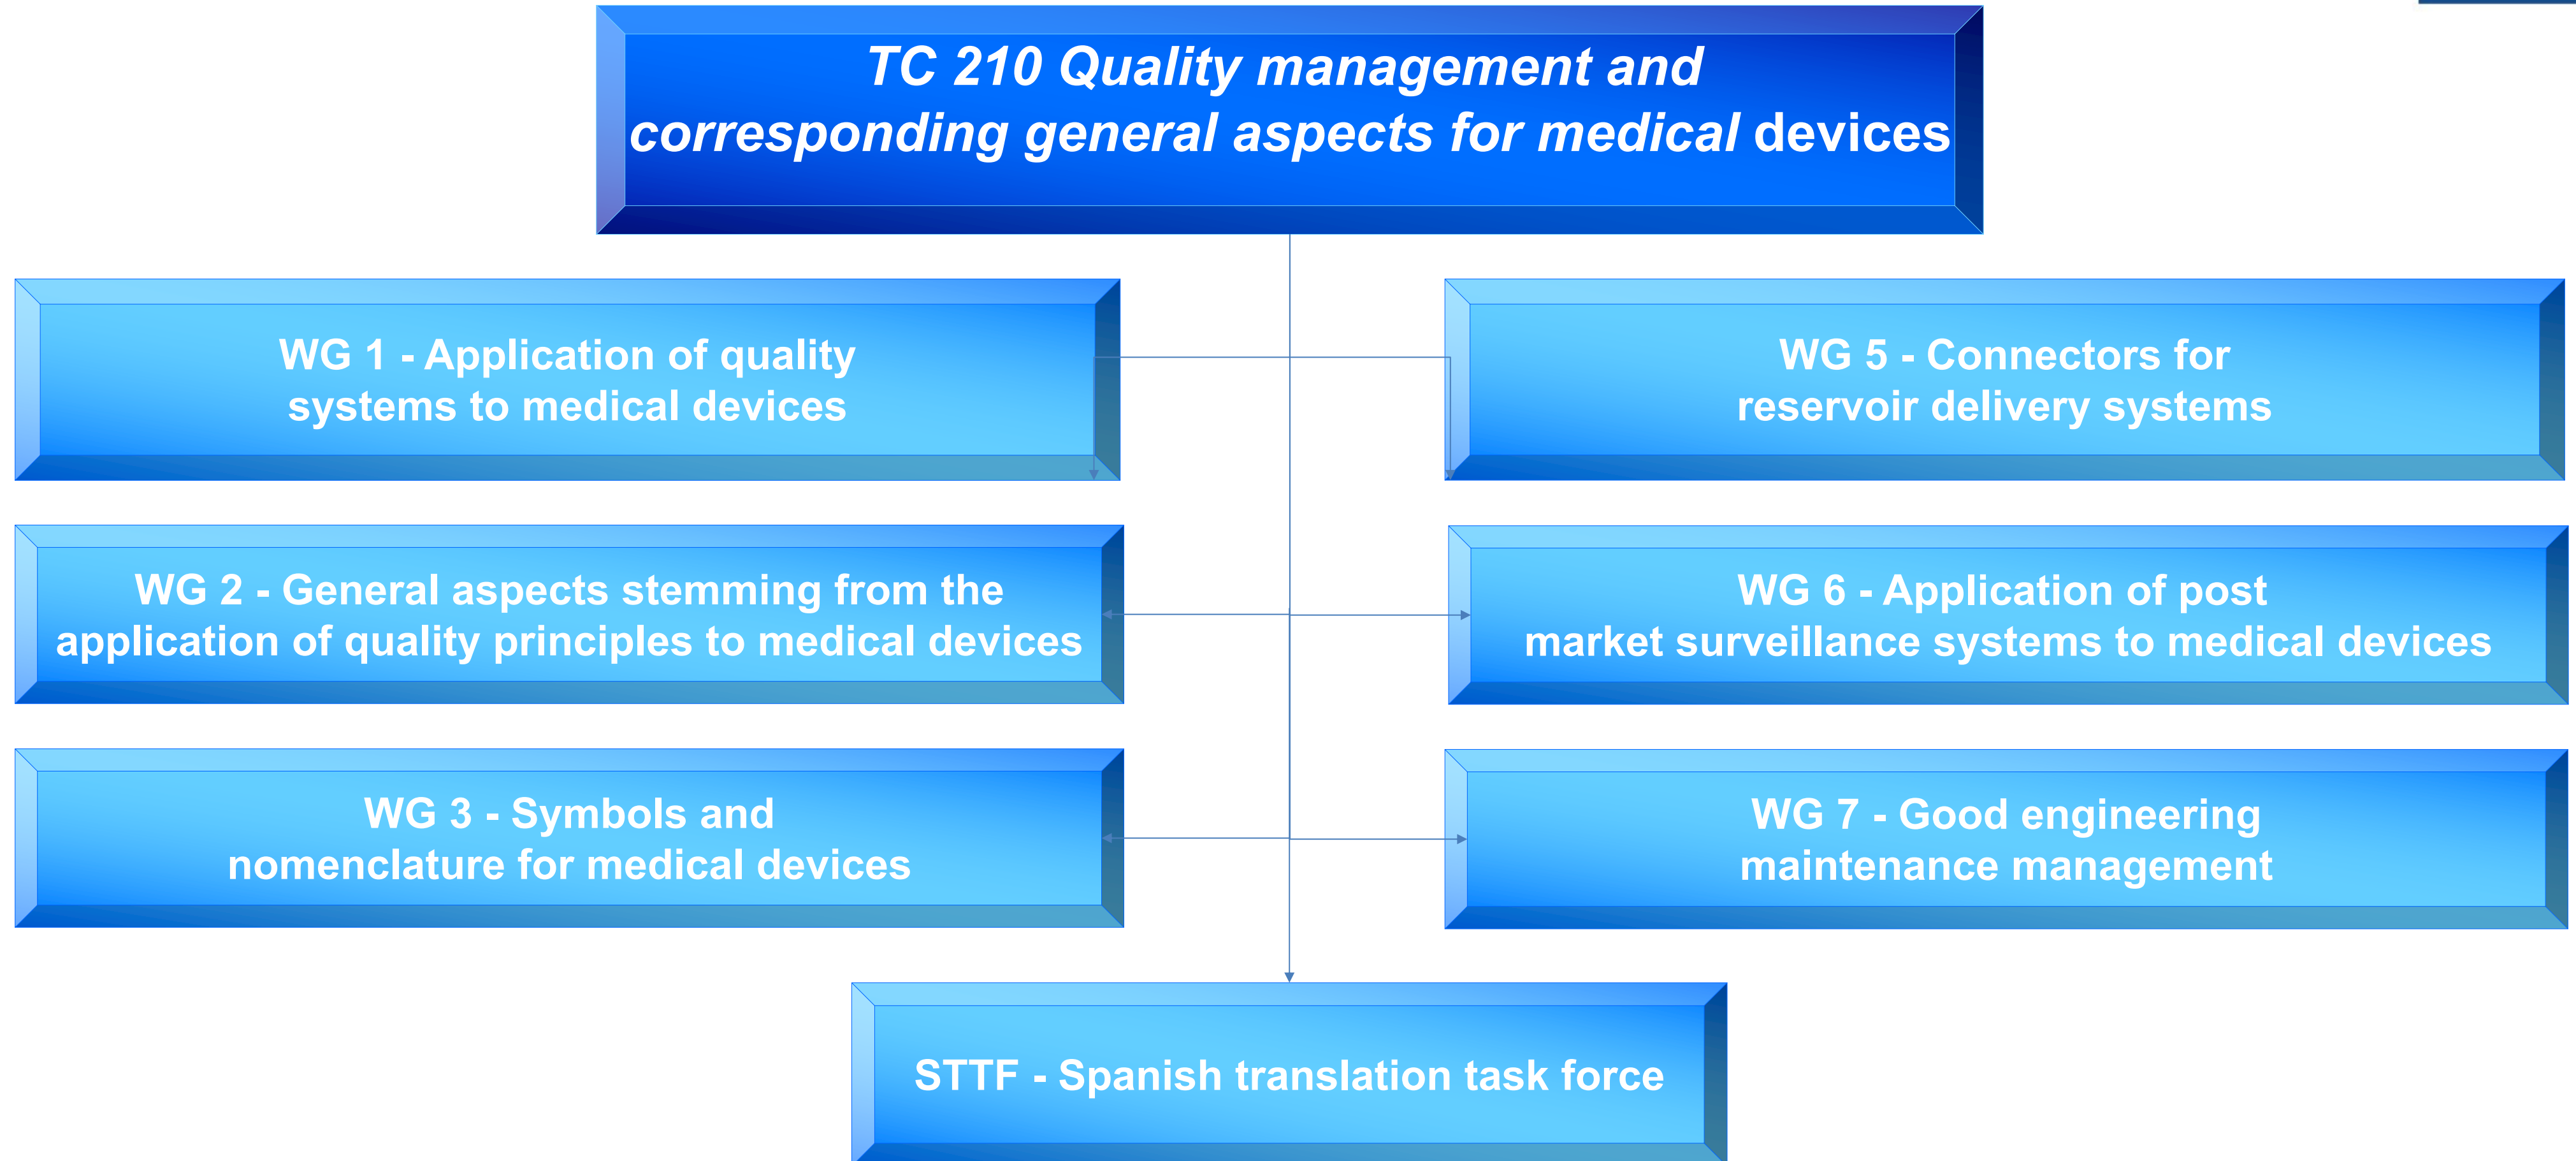 TC 210 Quality management and
corresponding general aspects for medical devices
WG 1 - Application of quality
systems to medical devices
WG 5 - Connectors for
reservoir delivery systems
WG 2 - General aspects stemming from the
application of quality principles to medical devices
WG 6 - Application of post
market surveillance systems to medical devices
WG 3 - Symbols and
nomenclature for medical devices
WG 7 - Good engineering
maintenance management
STTF - Spanish translation task force